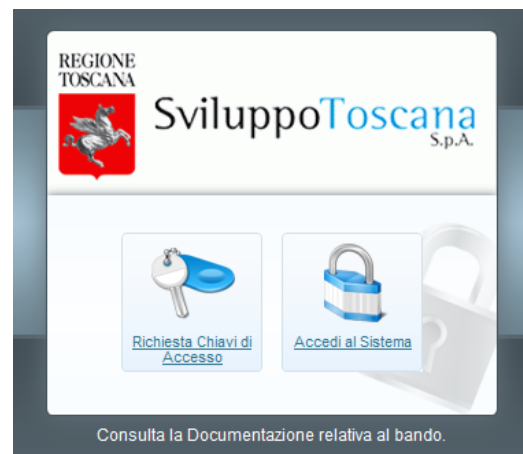 REGIONE
TOSCANA
SviluppoToscana
S.p.A.
Richiesta Chiavi di
Accesso
Accedi al Sistema
Consulta la Documentazione relativa al bando.